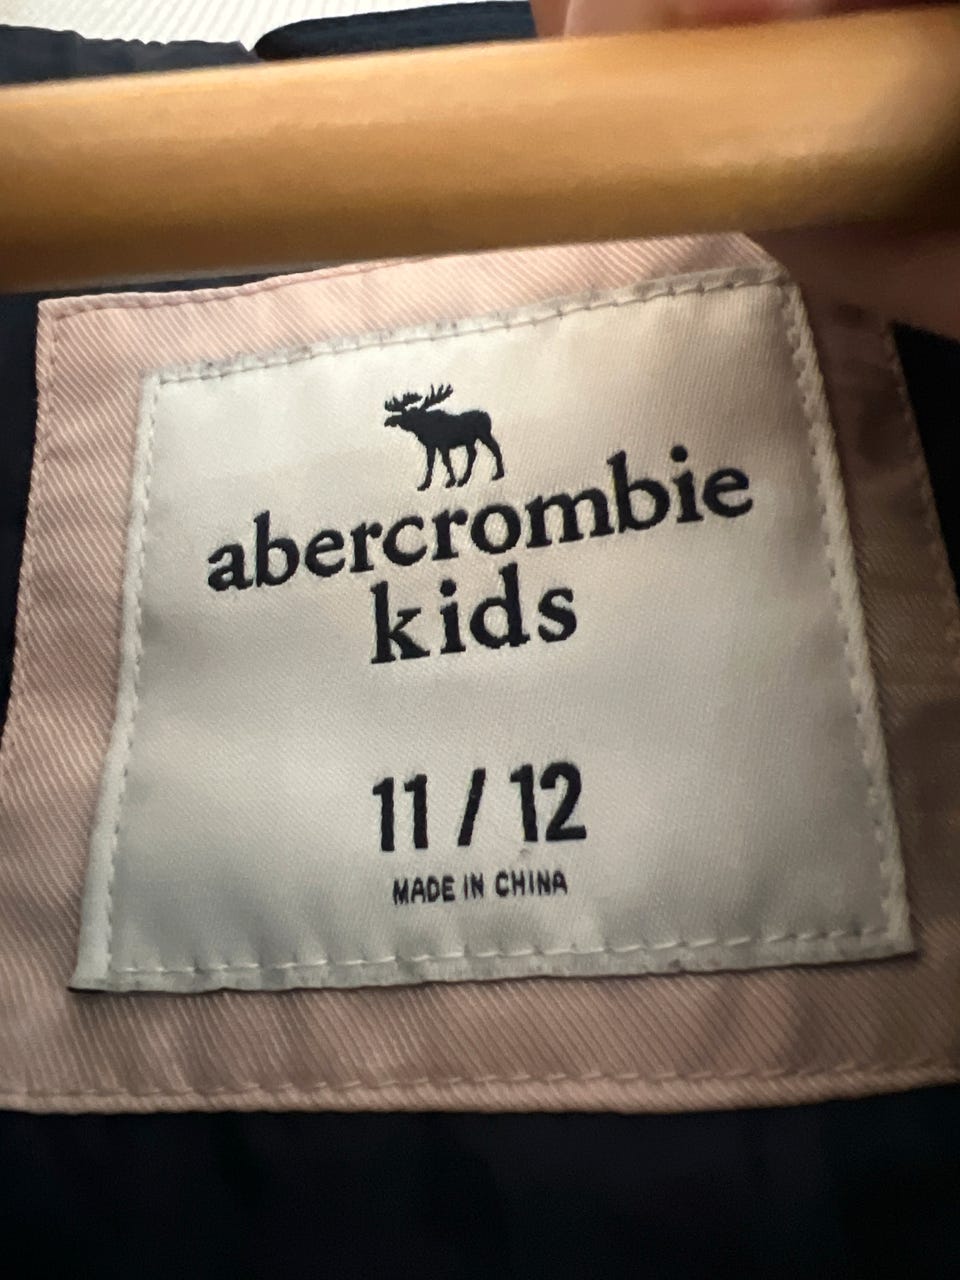 abercrombie
kids
11 / 12
MADE IN CHINA